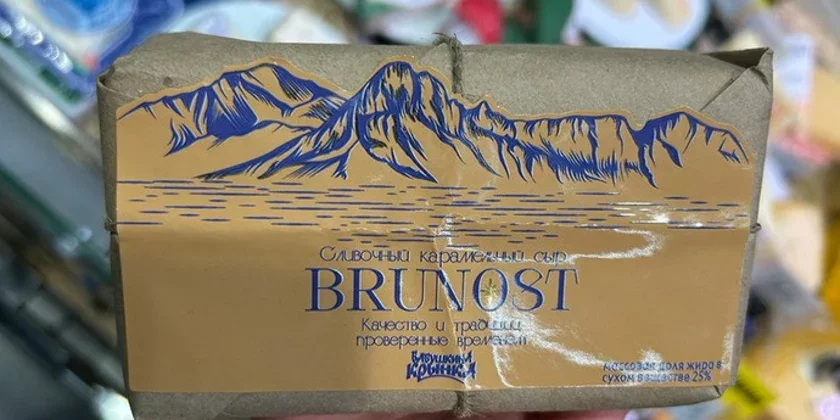 Сливочный карамельный сыр
BRUNOST
Качество и традиции
проверенные временем
БАБУШКИНА
КРЫНКА
массовая доля жира в
сухом веществе 25%